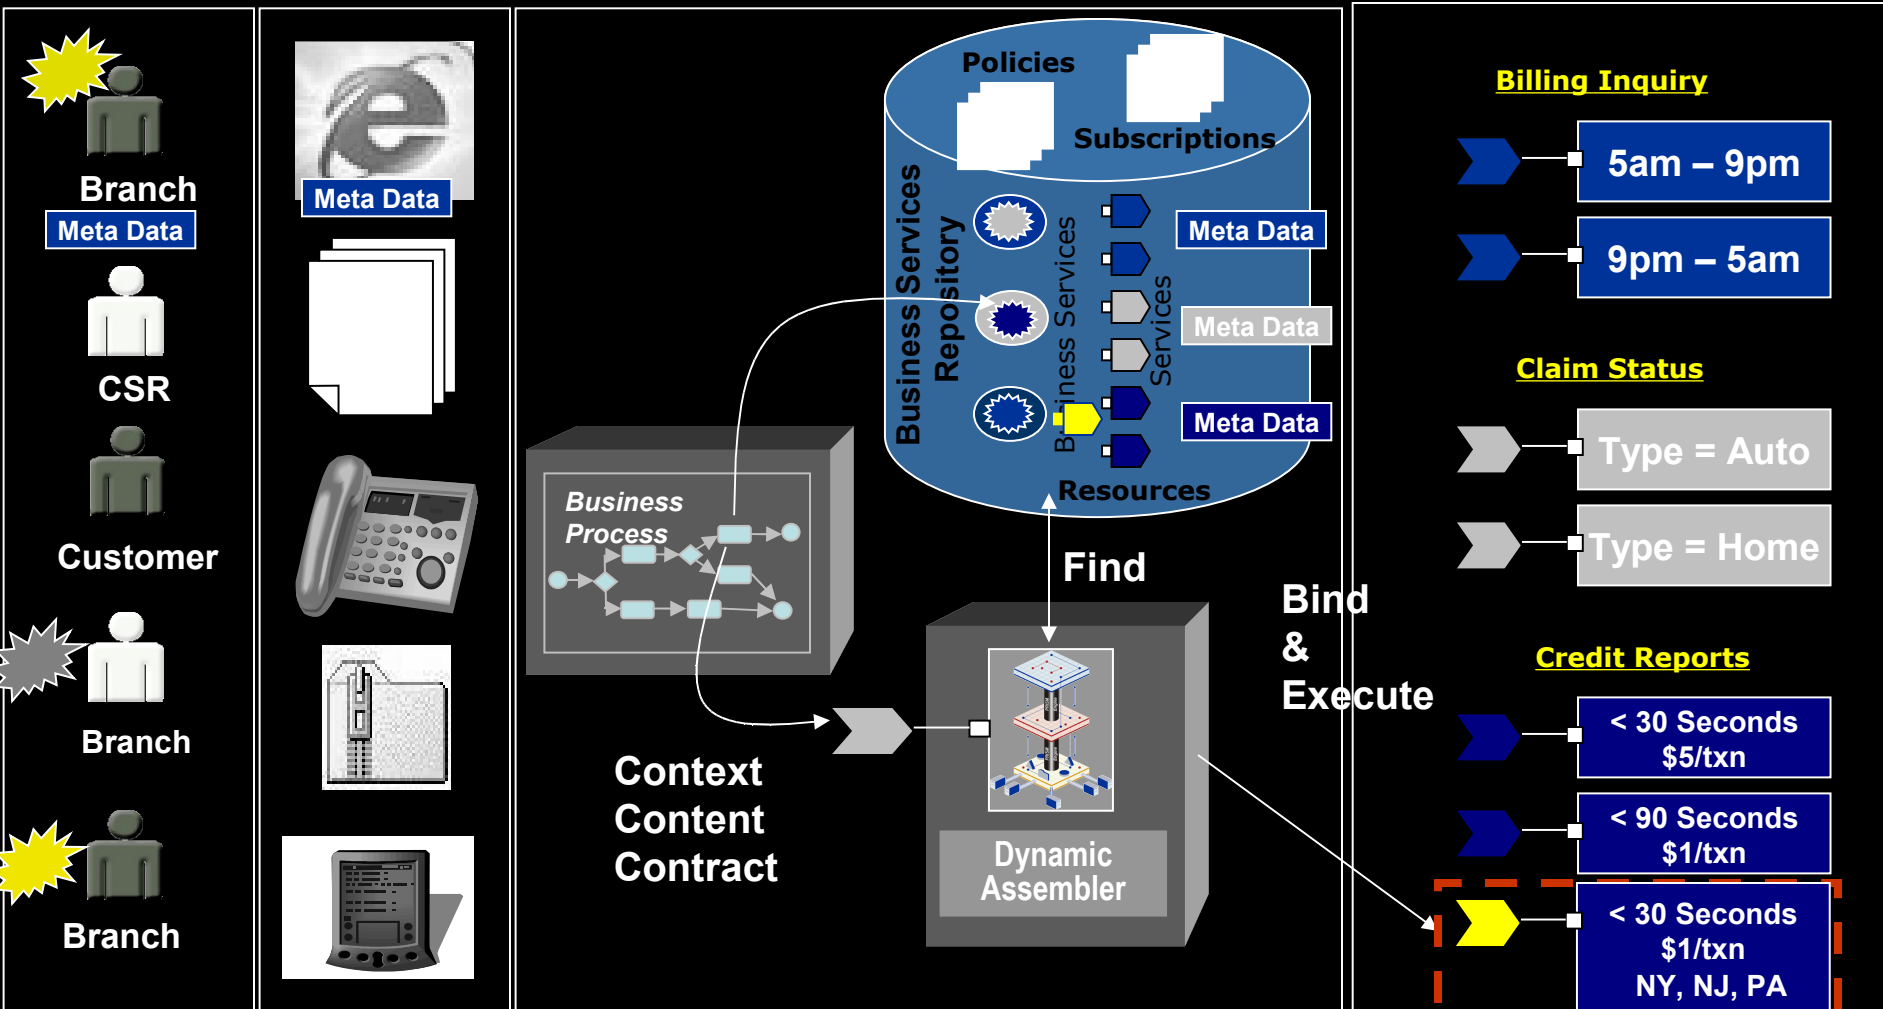 Branch
Meta Data
CSR
Customer
Branch
Branch
Meta Data
Policies
Subscriptions
Business Services
Repository
Business Services
Services
Meta Data
Meta Data
Meta Data
Resources
Business
Process
Find
Bind
&
Execute
Context
Content
Contract
Dynamic
Assembler
Billing Inquiry
5am – 9pm
9pm – 5am
Claim Status
Type = Auto
Type = Home
Credit Reports
< 30 Seconds
$5/txn
< 90 Seconds
$1/txn
< 30 Seconds
$1/txn
NY, NJ, PA